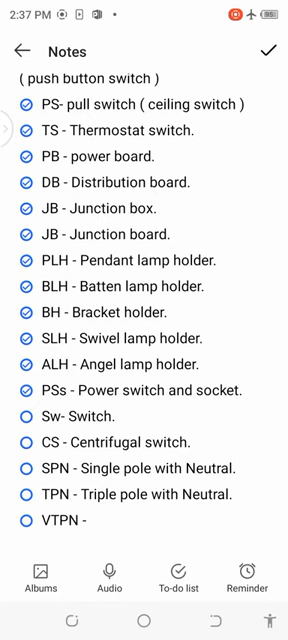 2:37 PM
95
Notes
( push button switch )
PS- pull switch ( ceiling switch )
TS - Thermostat switch.
PB - power board.
DB - Distribution board.
JB - Junction box.
JB - Junction board.
PLH - Pendant lamp holder.
BLH - Batten lamp holder.
BH - Bracket holder.
SLH - Swivel lamp holder.
ALH - Angel lamp holder.
PSs - Power switch and socket.
Sw- Switch.
CS - Centrifugal switch.
SPN - Single pole with Neutral.
TPN - Triple pole with Neutral.
VTPN -
Albums Audio To-do list Reminder